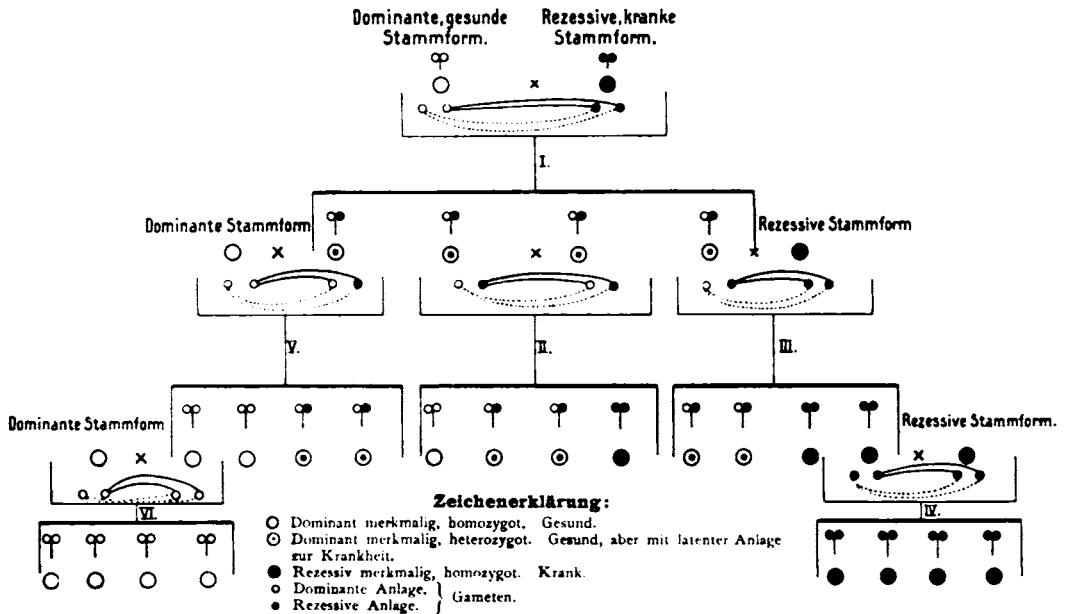 Dominante, gesunde
Stammform.
Rezessive, kranke
Stammform.
×
I.
Dominante Stammform
Rezessive Stammform
×
×
×
V.
II.
III.
Dominante Stammform
Rezessive Stammform.
×
×
VI.
IV.
Zeichenerklärung:
Dominant merkmalig, homozygot. Gesund.
Dominant merkmalig, heterozygot. Gesund, aber mit latenter Anlage
zur Krankheit.
Rezessiv merkmalig, homozygot. Krank.
Dominante Anlage.
Rezessive Anlage.
} Gameten.